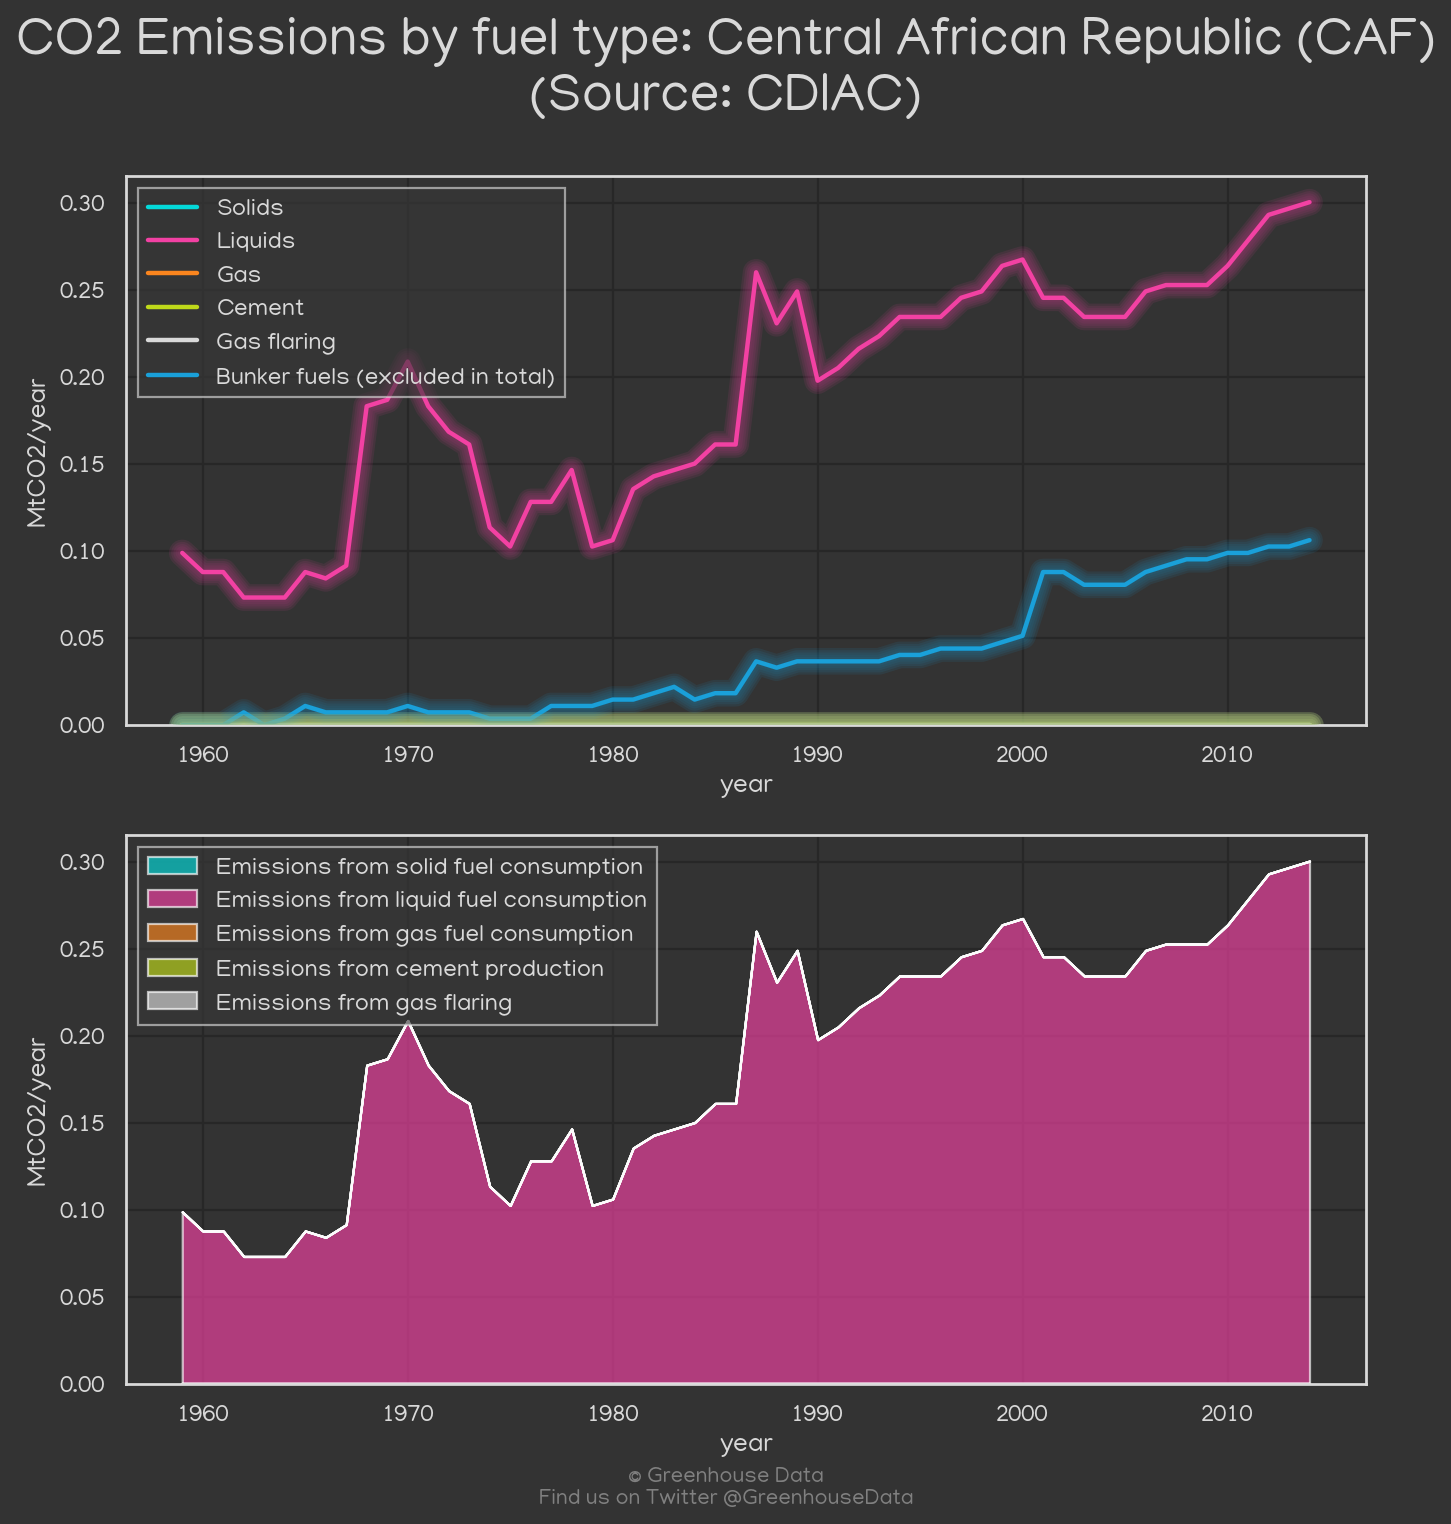 CO2 Emissions by fuel type: Central African Republic (CAF)
(Source: CDIAC)
0.30
0.25
0.20
0.15
0.10
0.05
0.00
MtCO2/year
Solids
Liquids
Gas
Cement
Gas flaring
Bunker fuels (excluded in total)
1960 1970 1980 1990 2000 2010
year
0.30
0.25
0.20
0.15
0.10
0.05
0.00
MtCO2/year
Emissions from solid fuel consumption
Emissions from liquid fuel consumption
Emissions from gas fuel consumption
Emissions from cement production
Emissions from gas flaring
1960 1970 1980 1990 2000 2010
year
© Greenhouse Data
Find us on Twitter @GreenhouseData